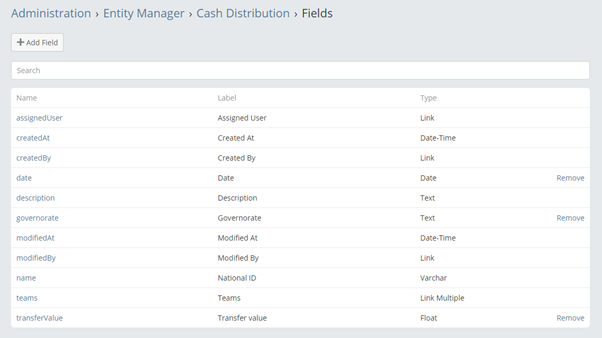 Administration › Entity Manager › Cash Distribution › Fields
+ Add Field
Search
Name Label Type
assignedUser Assigned User Link
createdAt Created At Date-Time
createdBy Created By Link
date Date Date Remove
description Description Text
governorate Governorate Text Remove
modifiedAt Modified At Date-Time
modifiedBy Modified By Link
name National ID Varchar
teams Teams Link Multiple
transferValue Transfer value Float Remove